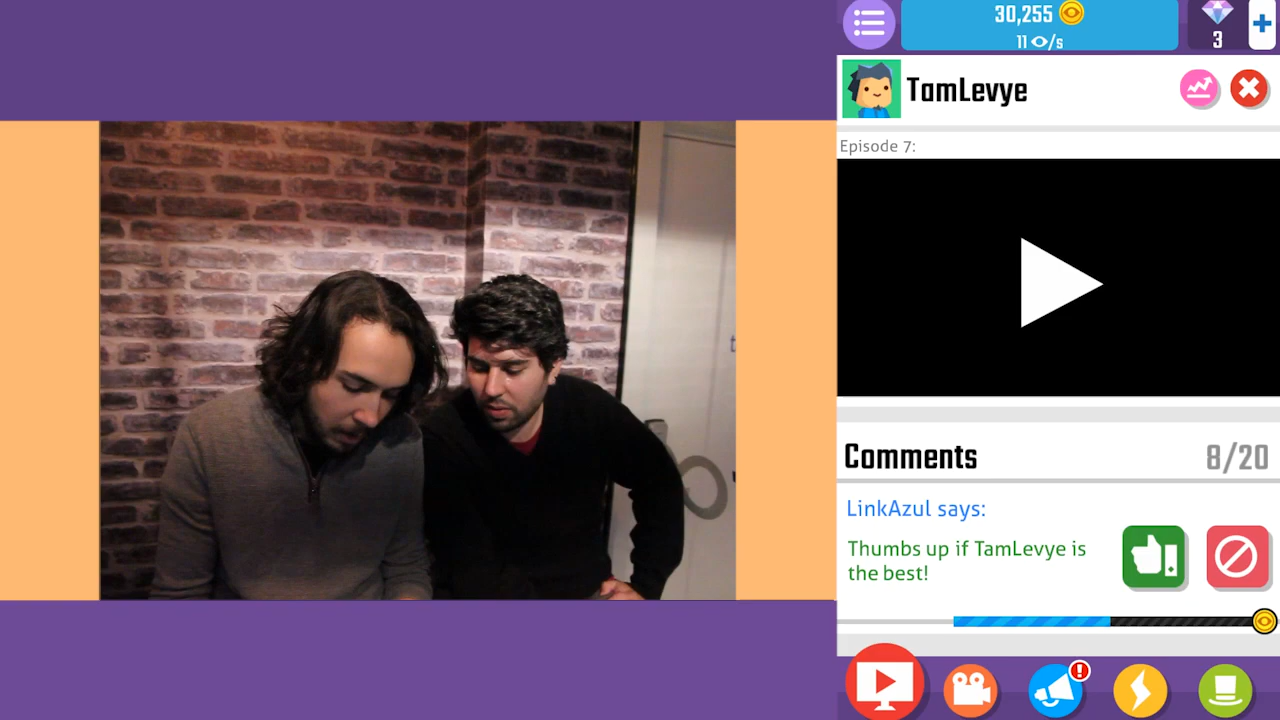 30,255
11 /s
3
TamLevye
Episode 7:
Comments 8/20
LinkAzul says:
Thumbs up if TamLevye is
the best!
!